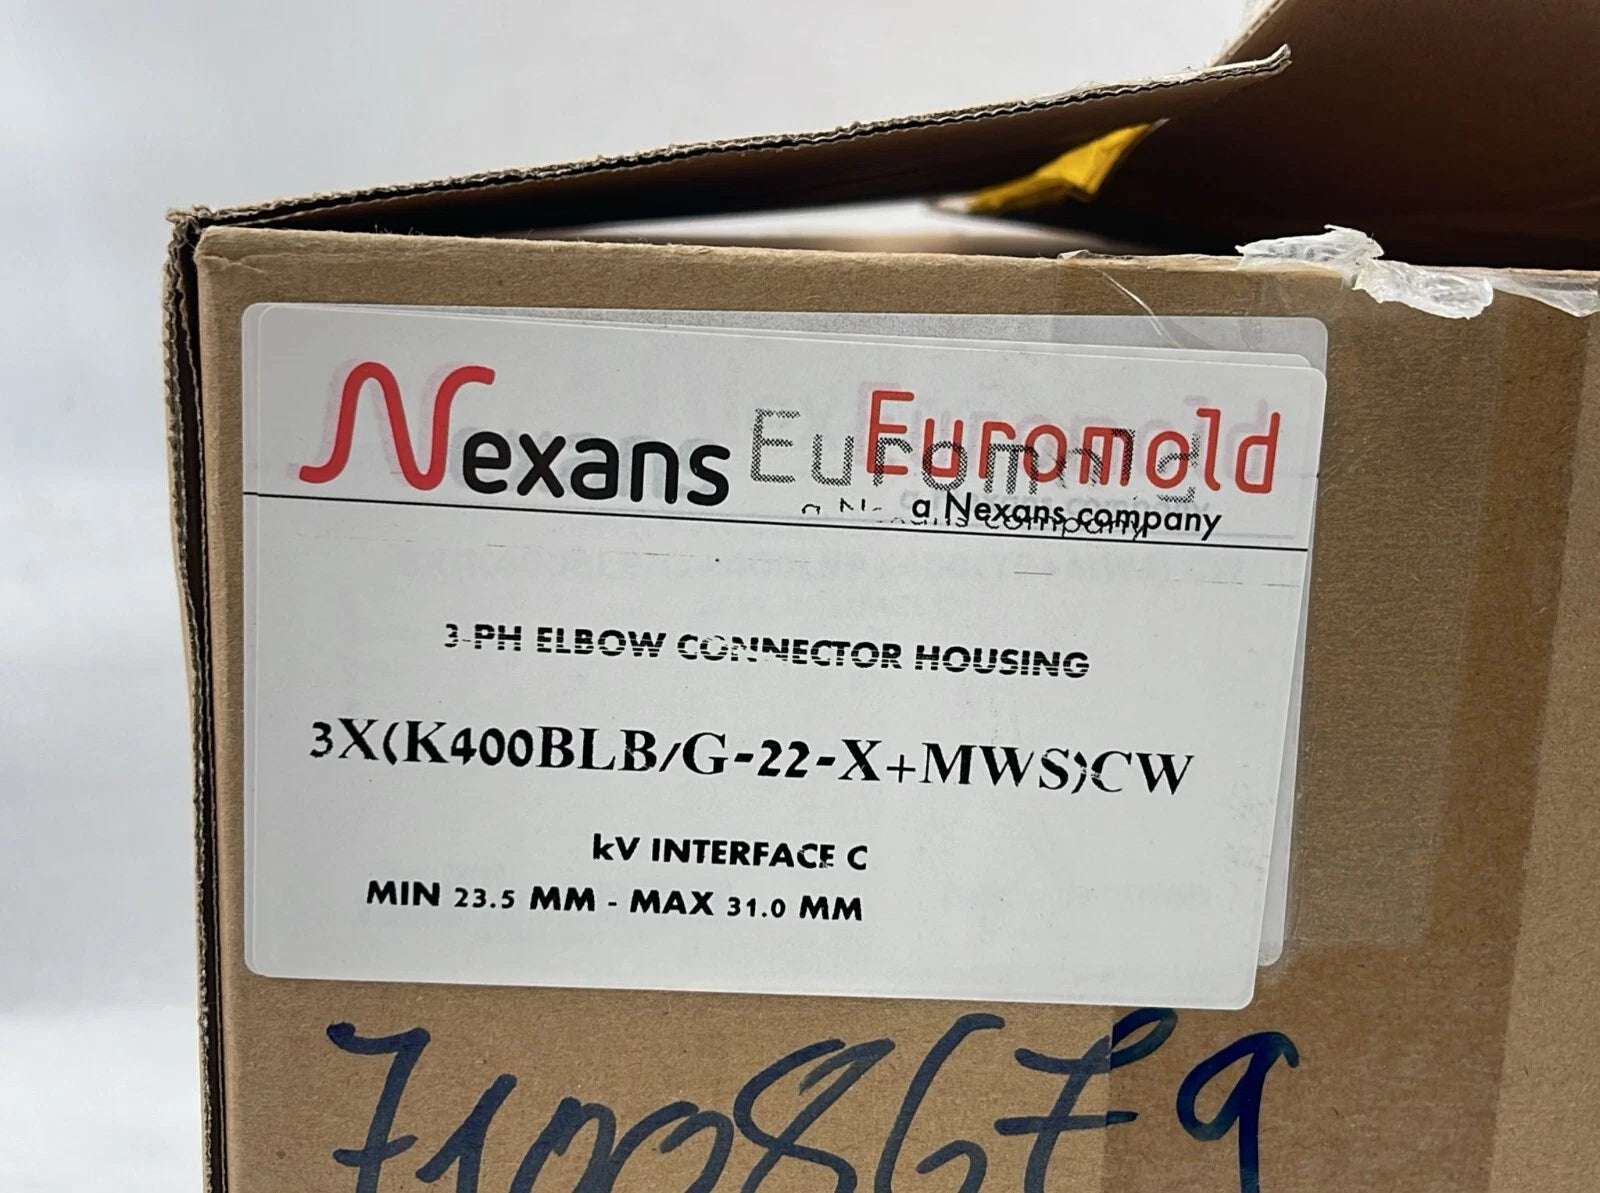 Nexans Euromold
a Nexans company
3-PH ELBOW CONNECTOR HOUSING
3X(K400BLB/G-22-X+MWS)CW
kV INTERFACE C
MIN 23.5 MM - MAX 31.0 MM